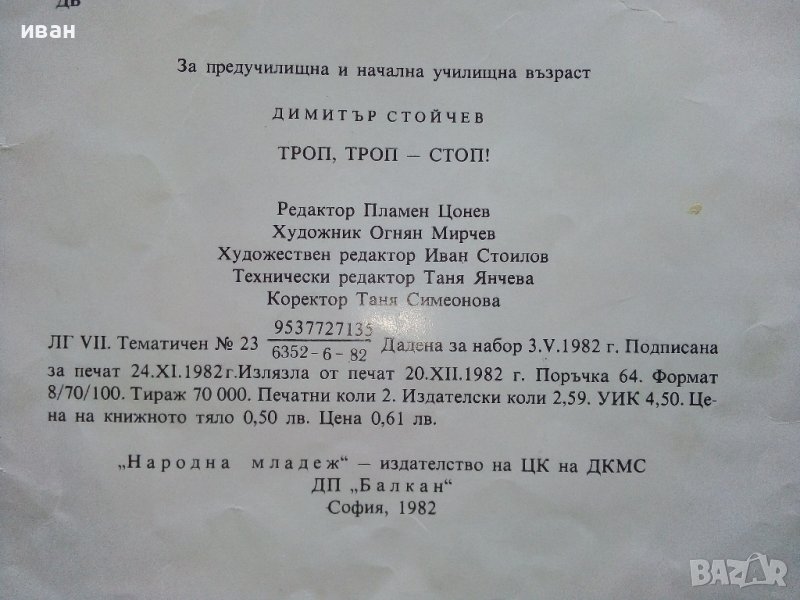 ДВ
иван
За предучилищна и начална училищна възраст
ДИМИТЪР СТОЙЧЕВ
ТРОП, ТРОП — СТОП!
Редактор Пламен Цонев
Художник Огнян Мирчев
Художествен редактор Иван Стоилов
Технически редактор Таня Янчева
Коректор Таня Симеонова
9537727135
ЛГ VII. Тематичен № 23 Дадена за набор 3.V.1982 г. Подписана
6352-6-82
за печат 24.XI.1982г.Излязла от печат 20.XII.1982 г. Поръчка 64. Формат
8/70/100. Тираж 70 000. Печатни коли 2. Издателски коли 2,59. УИК 4,50. Це-
на на книжното тяло 0,50 лв. Цена 0,61 лв.
„Народна младеж“ — издателство на ЦК на ДКМС
ДП „Балкан“
София, 1982
BAZAR